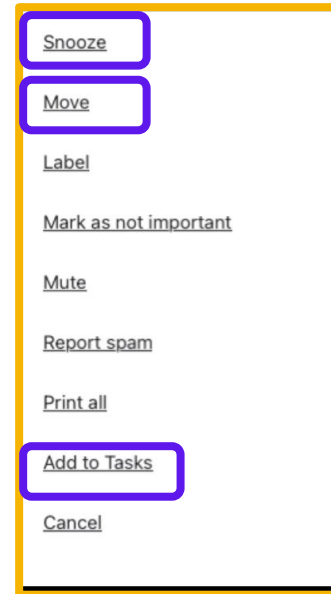 Snooze
Move
Label
Mark as not important
Mute
Report spam
Print all
Add to Tasks
Cancel